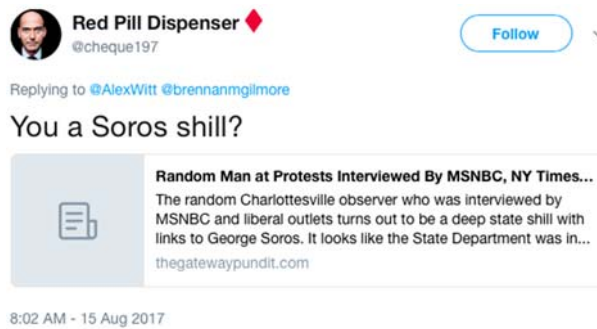 Red Pill Dispenser
@cheque197
Follow
Replying to @AlexWitt @brennanmgilmore
You a Soros shill?
Random Man at Protests Interviewed By MSNBC, NY Times...
The random Charlottesville observer who was interviewed by
MSNBC and liberal outlets turns out to be a deep state shill with
links to George Soros. It looks like the State Department was in...
thegatewaypundit.com
8:02 AM - 15 Aug 2017